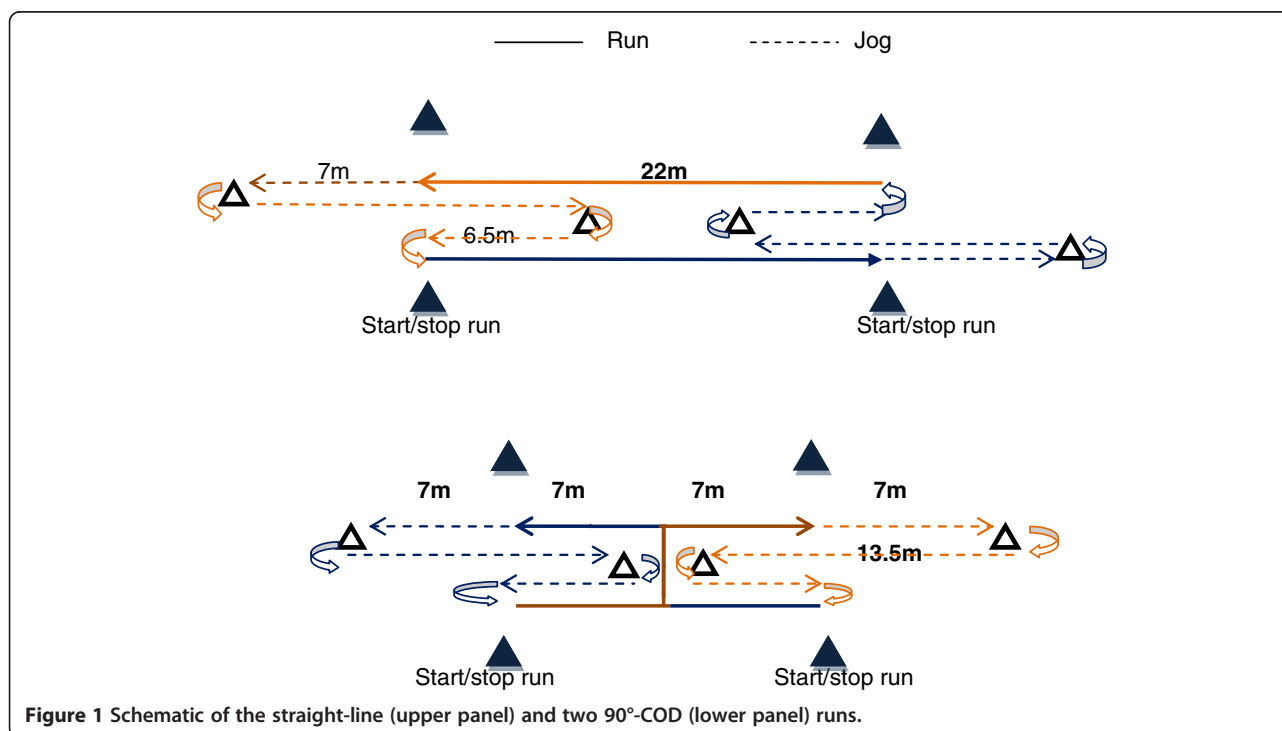 Run Jog
7m 22m
6.5m
Start/stop run Start/stop run
7m 7m 7m 7m
13.5m
Start/stop run Start/stop run
Figure 1 Schematic of the straight-line (upper panel) and two 90°-COD (lower panel) runs.